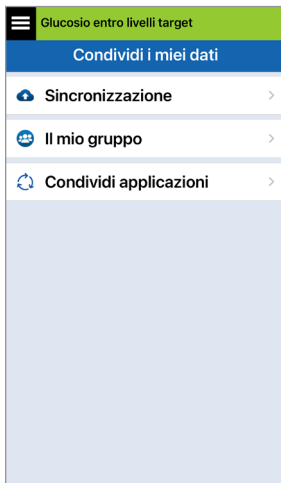 Glucosio entro livelli target
Condividi i miei dati
Sincronizzazione
Il mio gruppo
Condividi applicazioni